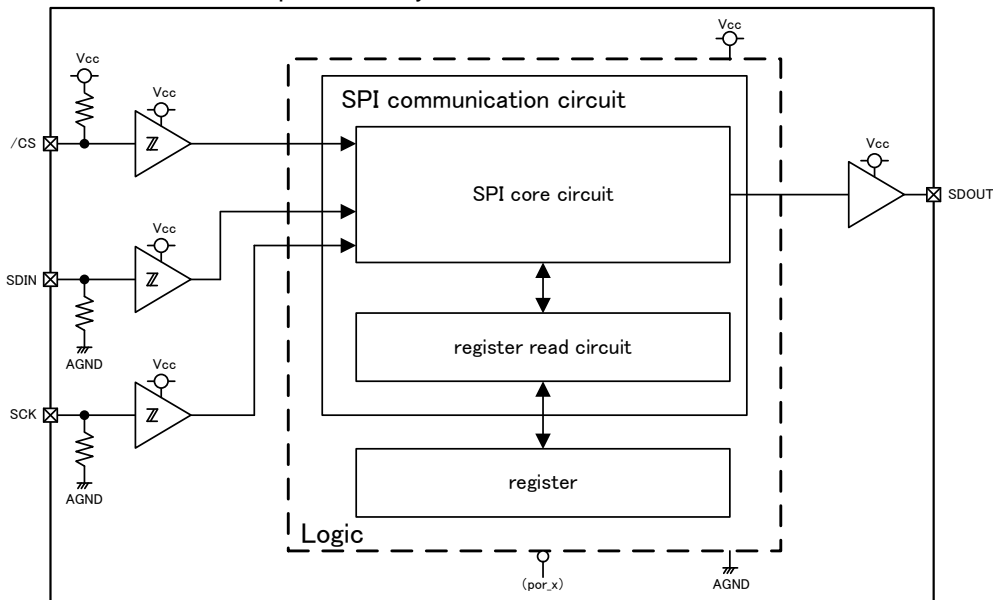 Vcc
Vcc
Vcc
SPI communication circuit
/CS
SPI core circuit
Vcc
SDOUT
Vcc
SDIN
register read circuit
AGND
Vcc
SCK
register
AGND
Logic
(por_x)
AGND